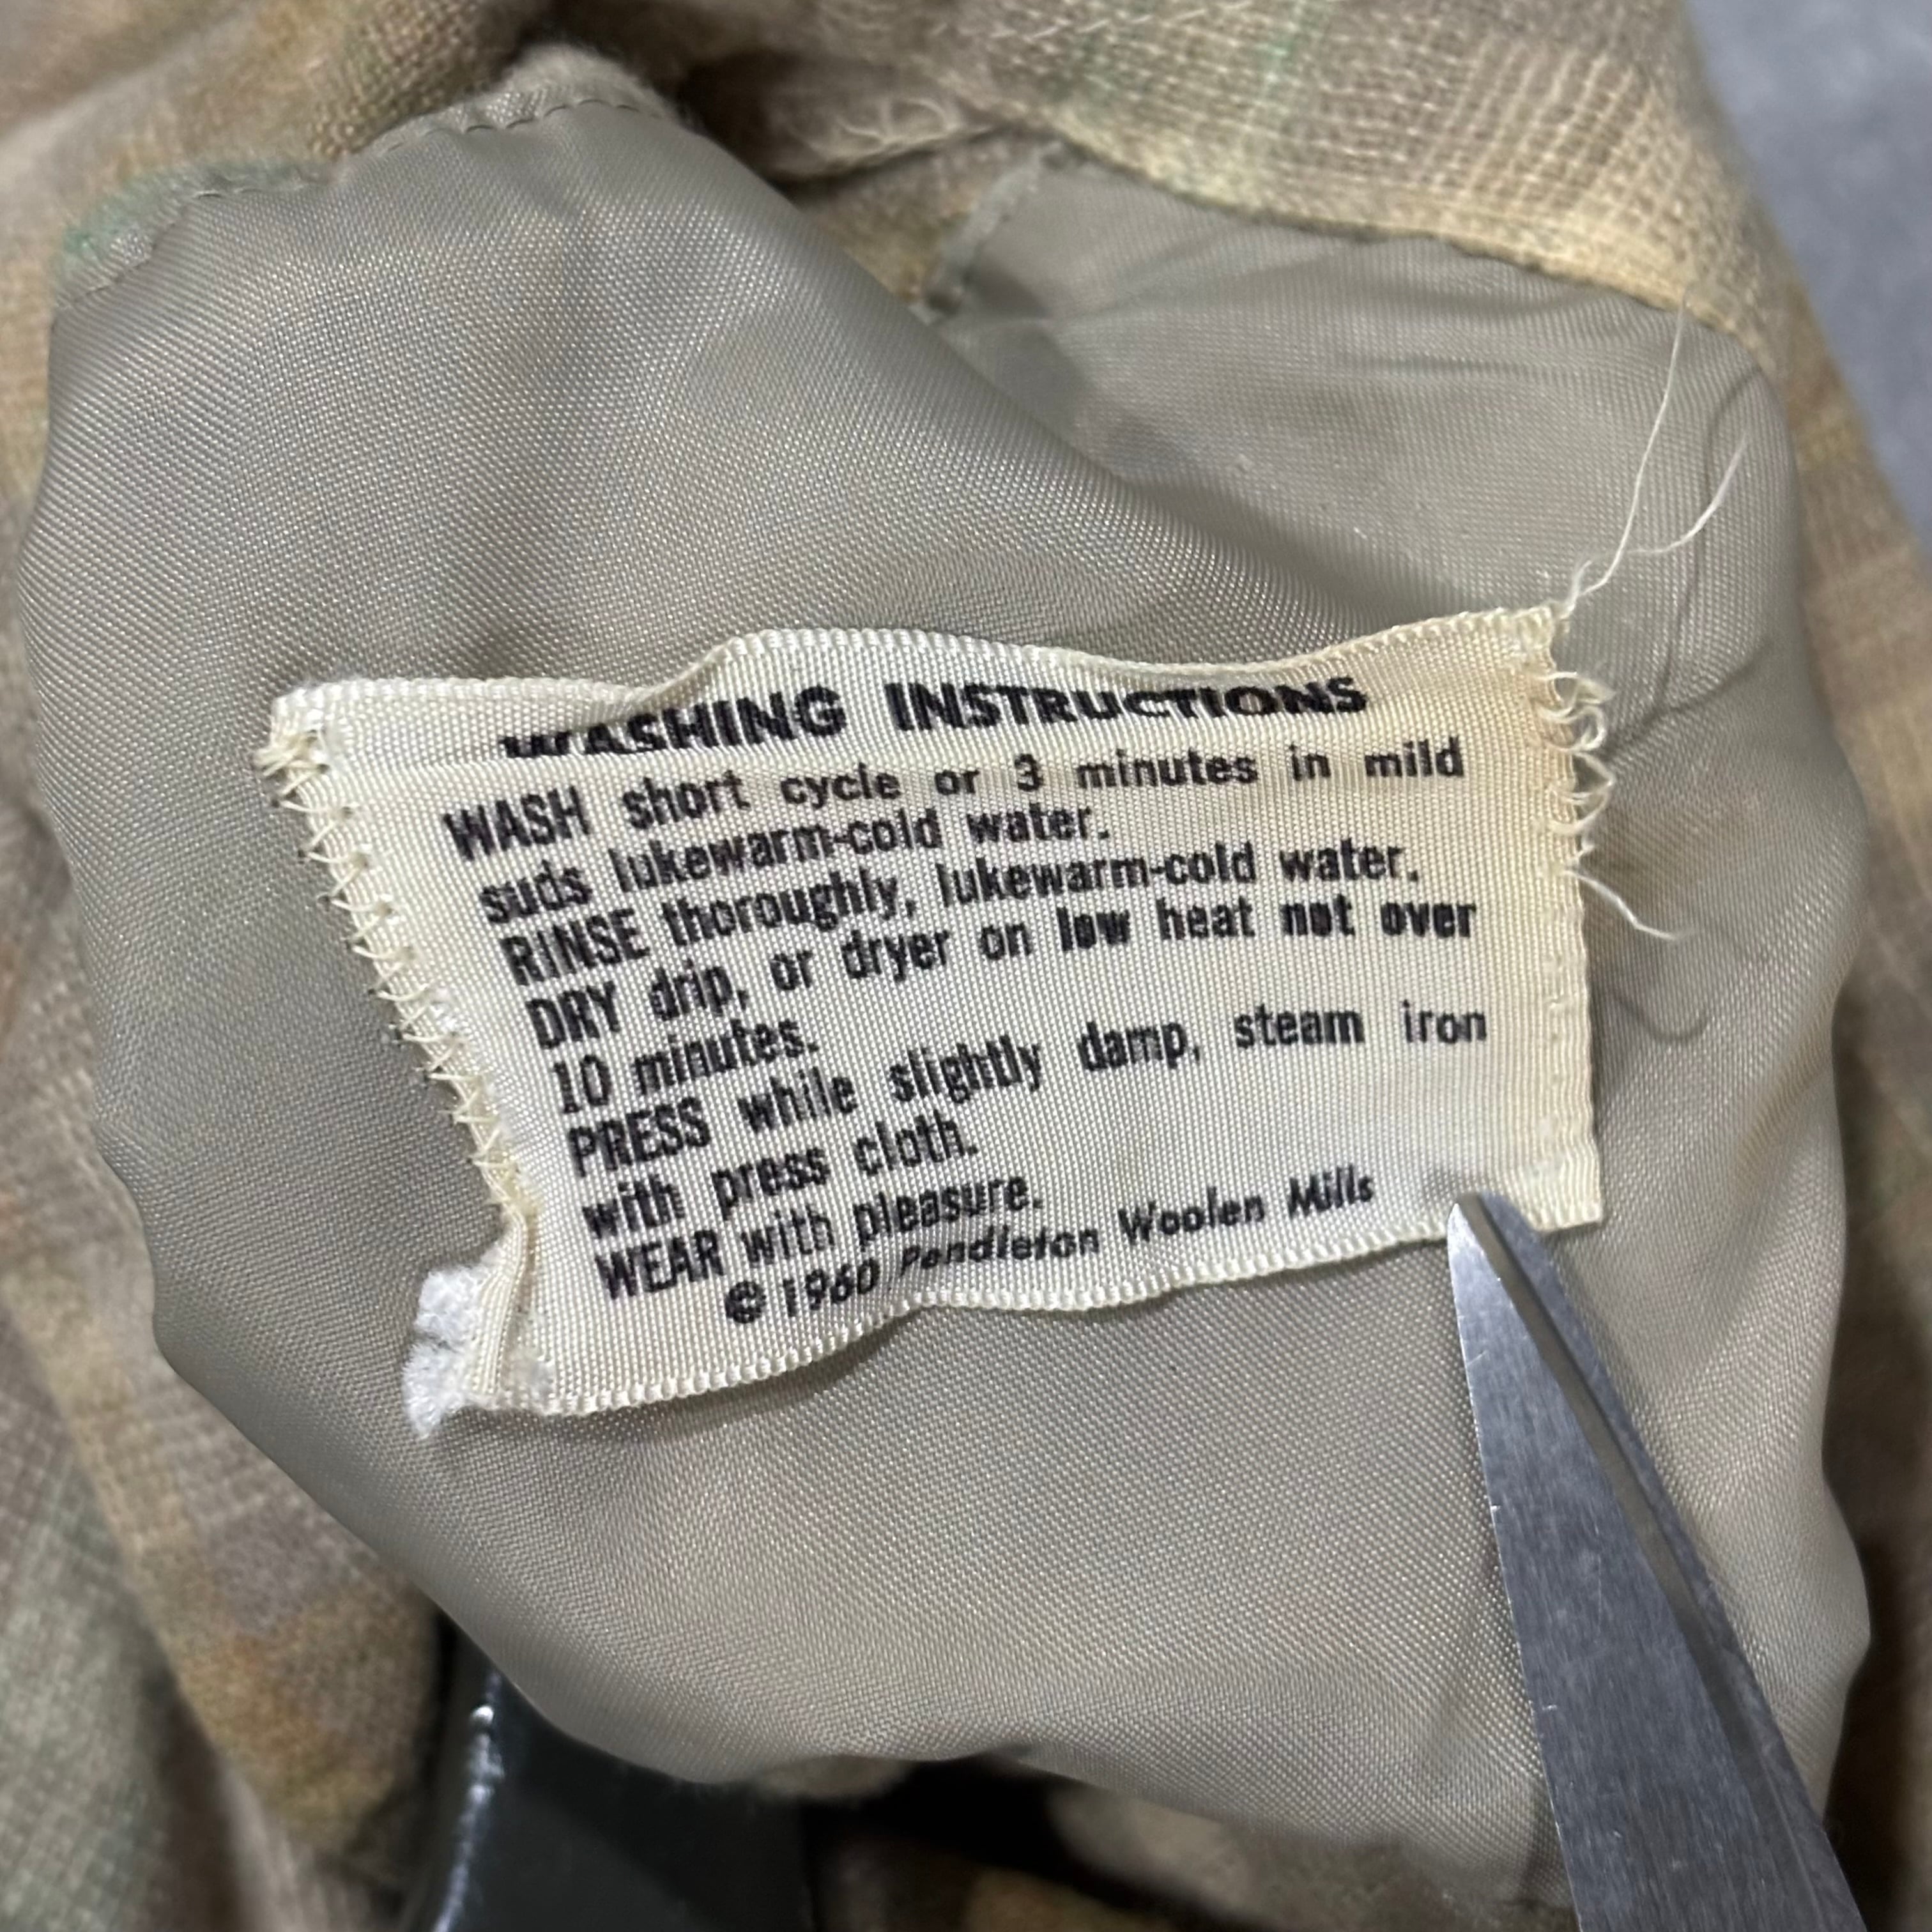 WASHING INSTRUCTIONS
WASH short cycle or 3 minutes in mild
suds lukewarm-cold water.
RINSE thoroughly, lukewarm-cold water.
DRY drip, or dryer on low heat not over
10 minutes.
PRESS while slightly damp, steam iron
with press cloth.
WEAR with pleasure.
© 1960 Pendleton Woolen Mills